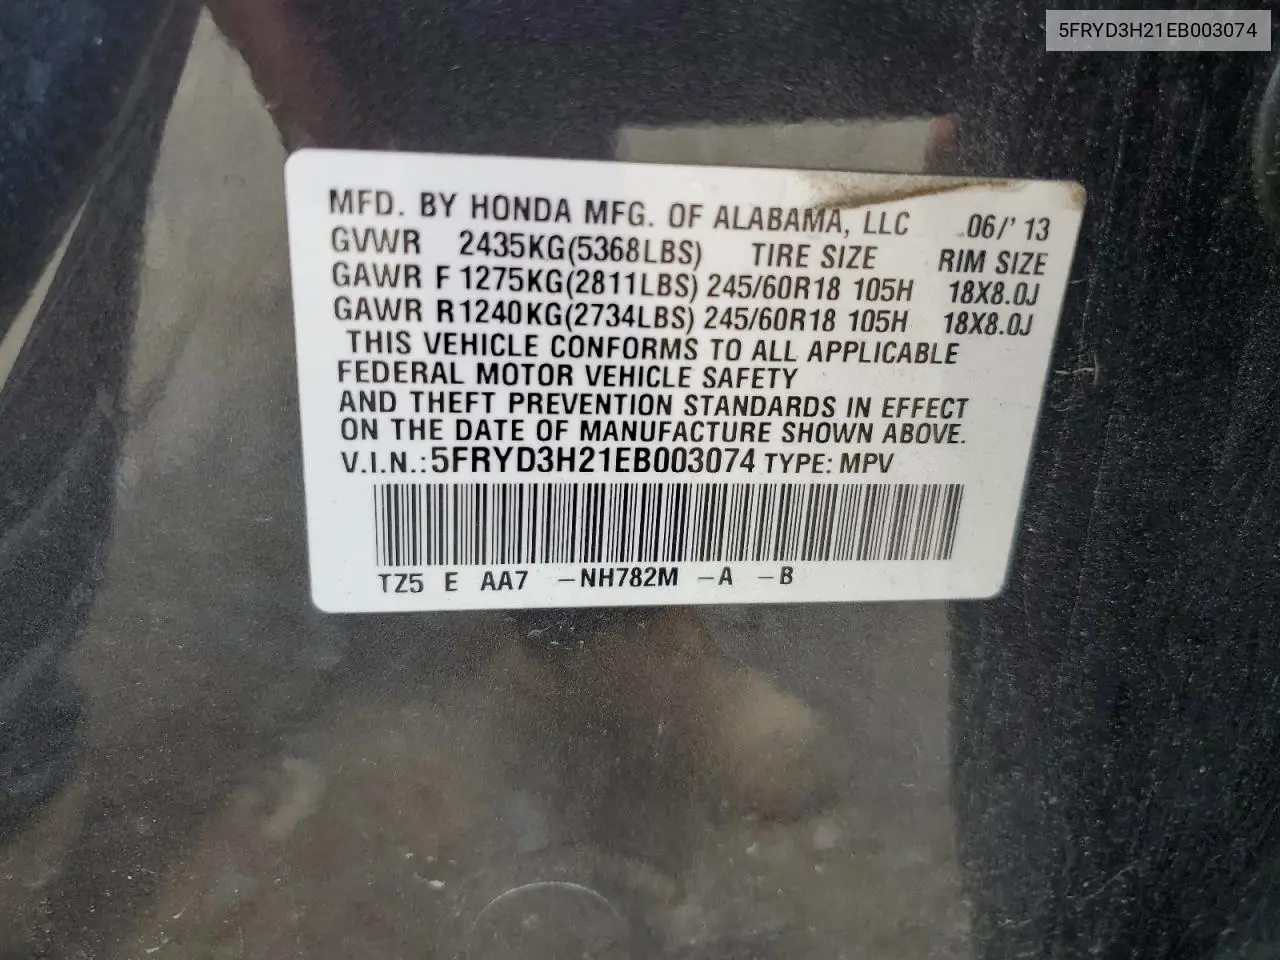 5FRYD3H21EB003074
MFD. BY HONDA MFG. OF ALABAMA, LLC 06/' 13
GVWR 2435KG(5368LBS) TIRE SIZE RIM SIZE
GAWR F 1275KG(2811LBS) 245/60R18 105H 18X8.0J
GAWR R1240KG(2734LBS) 245/60R18 105H 18X8.0J
THIS VEHICLE CONFORMS TO ALL APPLICABLE
FEDERAL MOTOR VEHICLE SAFETY
AND THEFT PREVENTION STANDARDS IN EFFECT
ON THE DATE OF MANUFACTURE SHOWN ABOVE.
V.I.N.:5FRYD3H21EB003074 TYPE: MPV
TZ5 E AA7 -NH782M -A -B